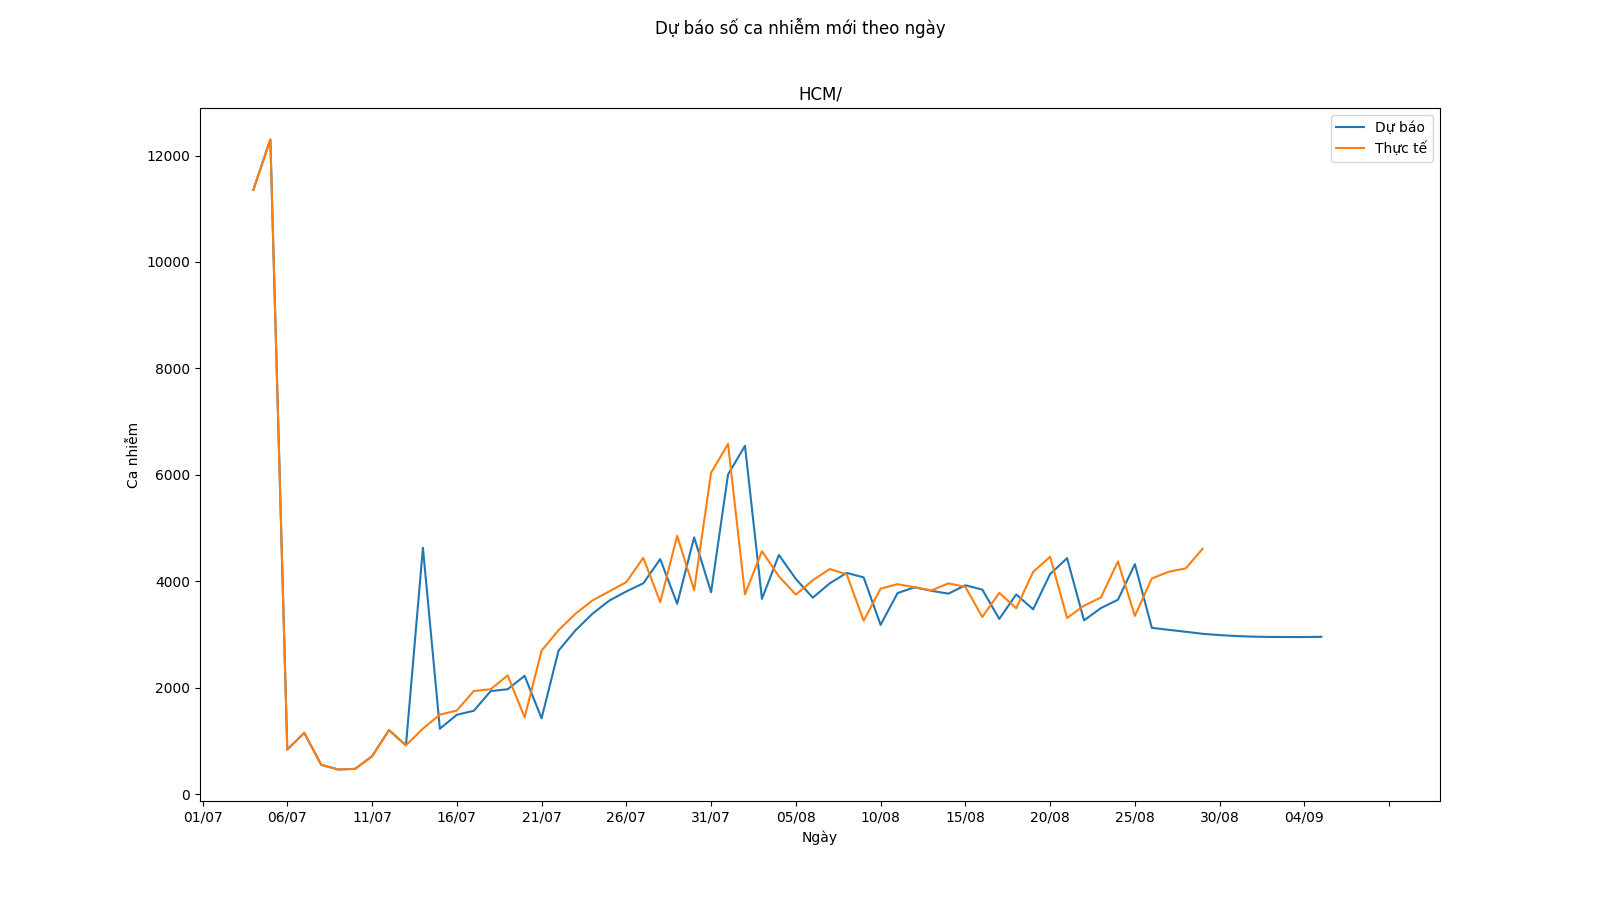 Dự báo số ca nhiễm mới theo ngày
HCM/
Dự báo
Thực tế
12000
10000
8000
6000
4000
2000
0
Ca nhiễm
01/07 06/07 11/07 16/07 21/07 26/07 31/07 05/08 10/08 15/08 20/08 25/08 30/08 04/09
Ngày